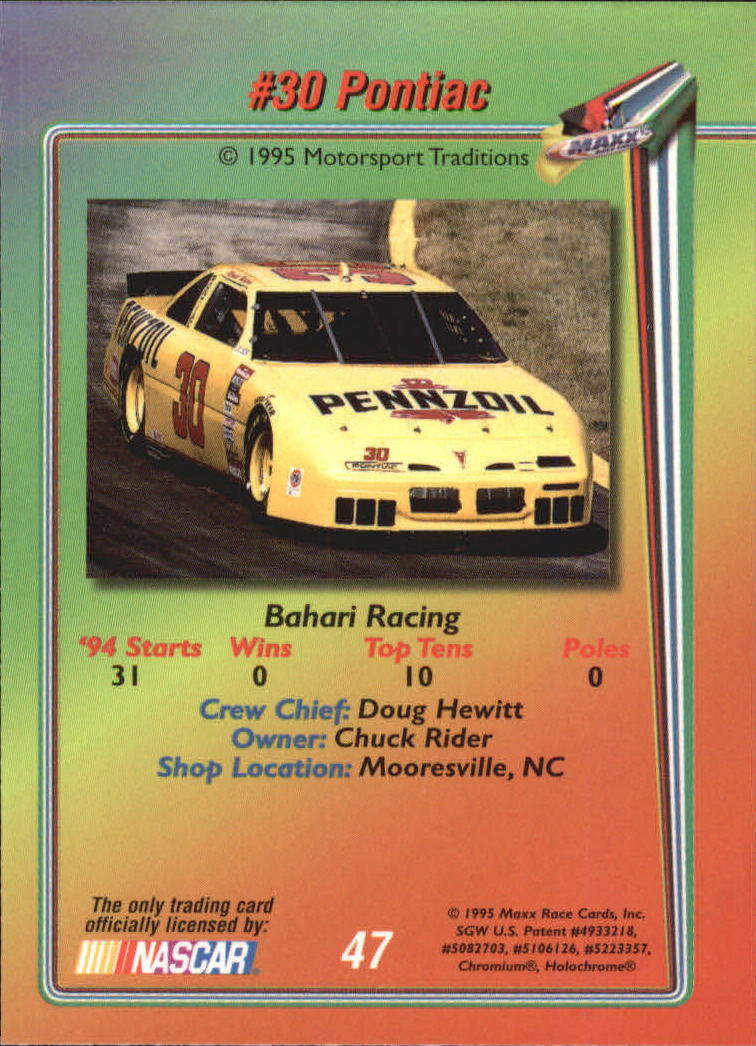 #30 Pontiac
MAXX
© 1995 Motorsport Traditions
PENNZOIL
30
PENNZOIL
30
PONTIAC
Bahari Racing
'94 Starts Wins Top Tens Poles
31 0 10 0
Crew Chief: Doug Hewitt
Owner: Chuck Rider
Shop Location: Mooresville, NC
The only trading card
officially licensed by:
NASCAR
47
© 1995 Maxx Race Cards, Inc.
SGW U.S. Patent #4933218,
#5082703, #5106126, #5223357,
Chromium®, Holochrome®